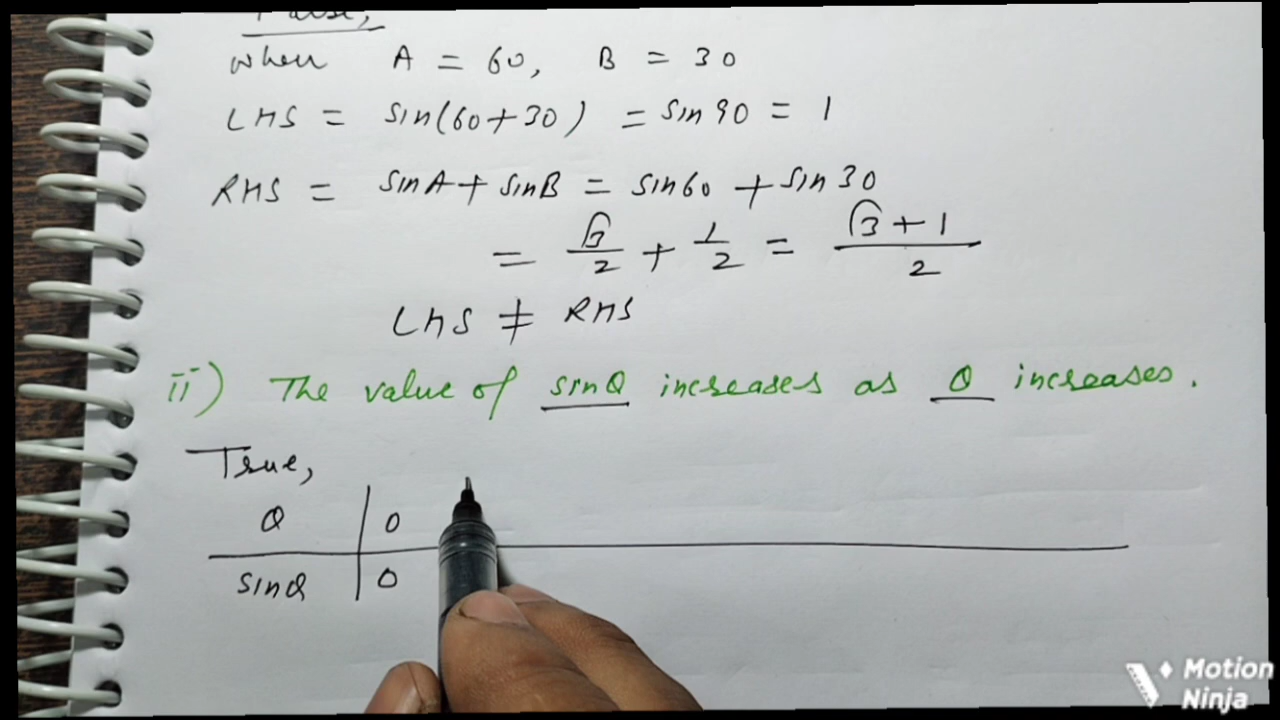 False,
when A = 60, B = 30
LHS = sin(60+30) = sin 90 = 1
RHS = sinA + sinB = sin60 + sin30
= √3/2 + 1/2 = √3+1/2
LHS ≠ RHS
ii) The value of sinθ increases as θ increases.
True,
θ | 0
sinθ | 0
Motion
Ninja